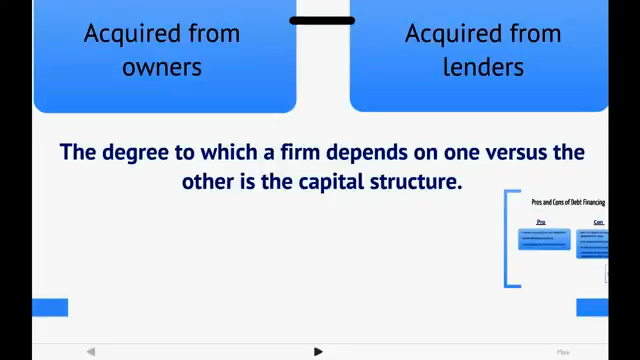 Acquired from
owners
Acquired from
lenders
The degree to which a firm depends on one versus the
other is the capital structure.
Pros and Cons of Debt Financing
Pro
Con
More